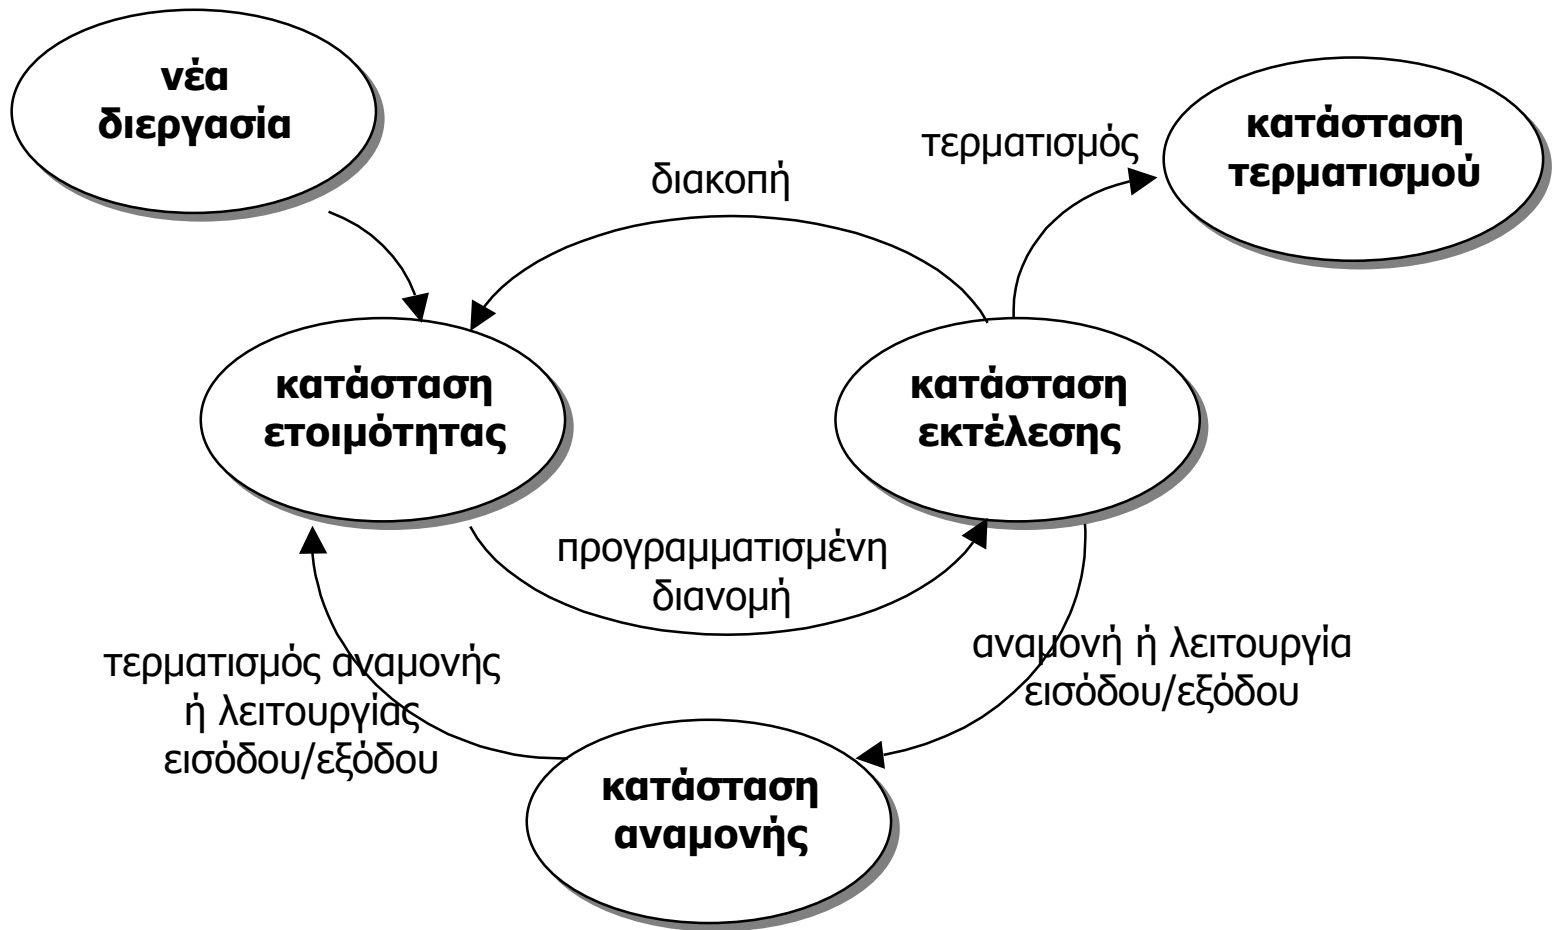 νέα
διεργασία
κατάσταση
τερματισμού
τερματισμός
διακοπή
κατάσταση
ετοιμότητας
κατάσταση
εκτέλεσης
προγραμματισμένη
διανομή
τερματισμός αναμονής
ή λειτουργίας
εισόδου/εξόδου
αναμονή ή λειτουργία
εισόδου/εξόδου
κατάσταση
αναμονής